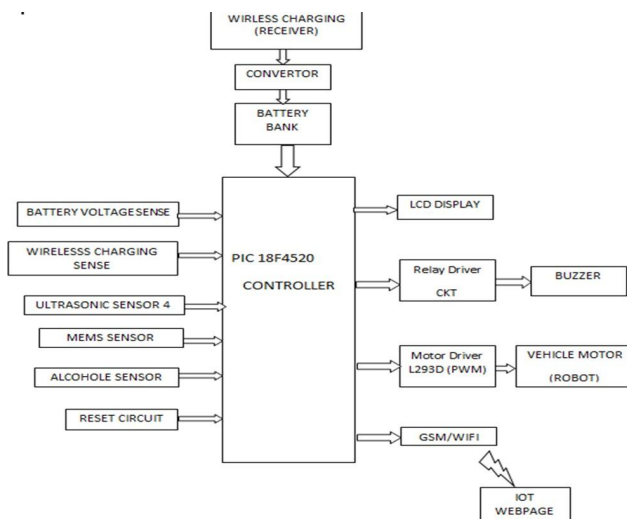 WIRLESS CHARGING
(RECEIVER)
CONVERTOR
BATTERY
BANK
BATTERY VOLTAGE SENSE
WIRELESSS CHARGING
SENSE
ULTRASONIC SENSOR 4
MEMS SENSOR
ALCOHOLE SENSOR
RESET CIRCUIT
PIC 18F4520
CONTROLLER
LCD DISPLAY
Relay Driver
CKT
BUZZER
Motor Driver
L293D (PWM)
VEHICLE MOTOR
(ROBOT)
GSM/WIFI
IOT
WEBPAGE